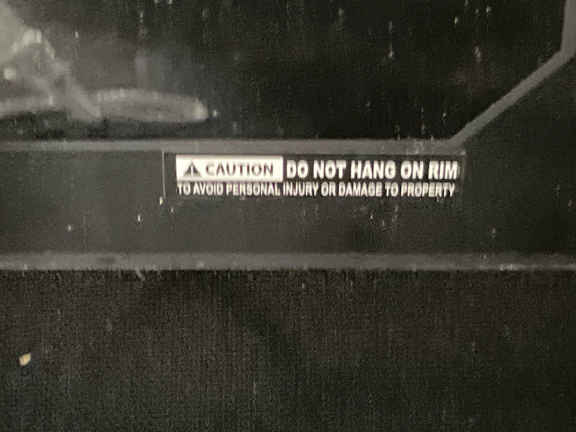 CAUTION DO NOT HANG ON RIM
TO AVOID PERSONAL INJURY OR DAMAGE TO PROPERTY